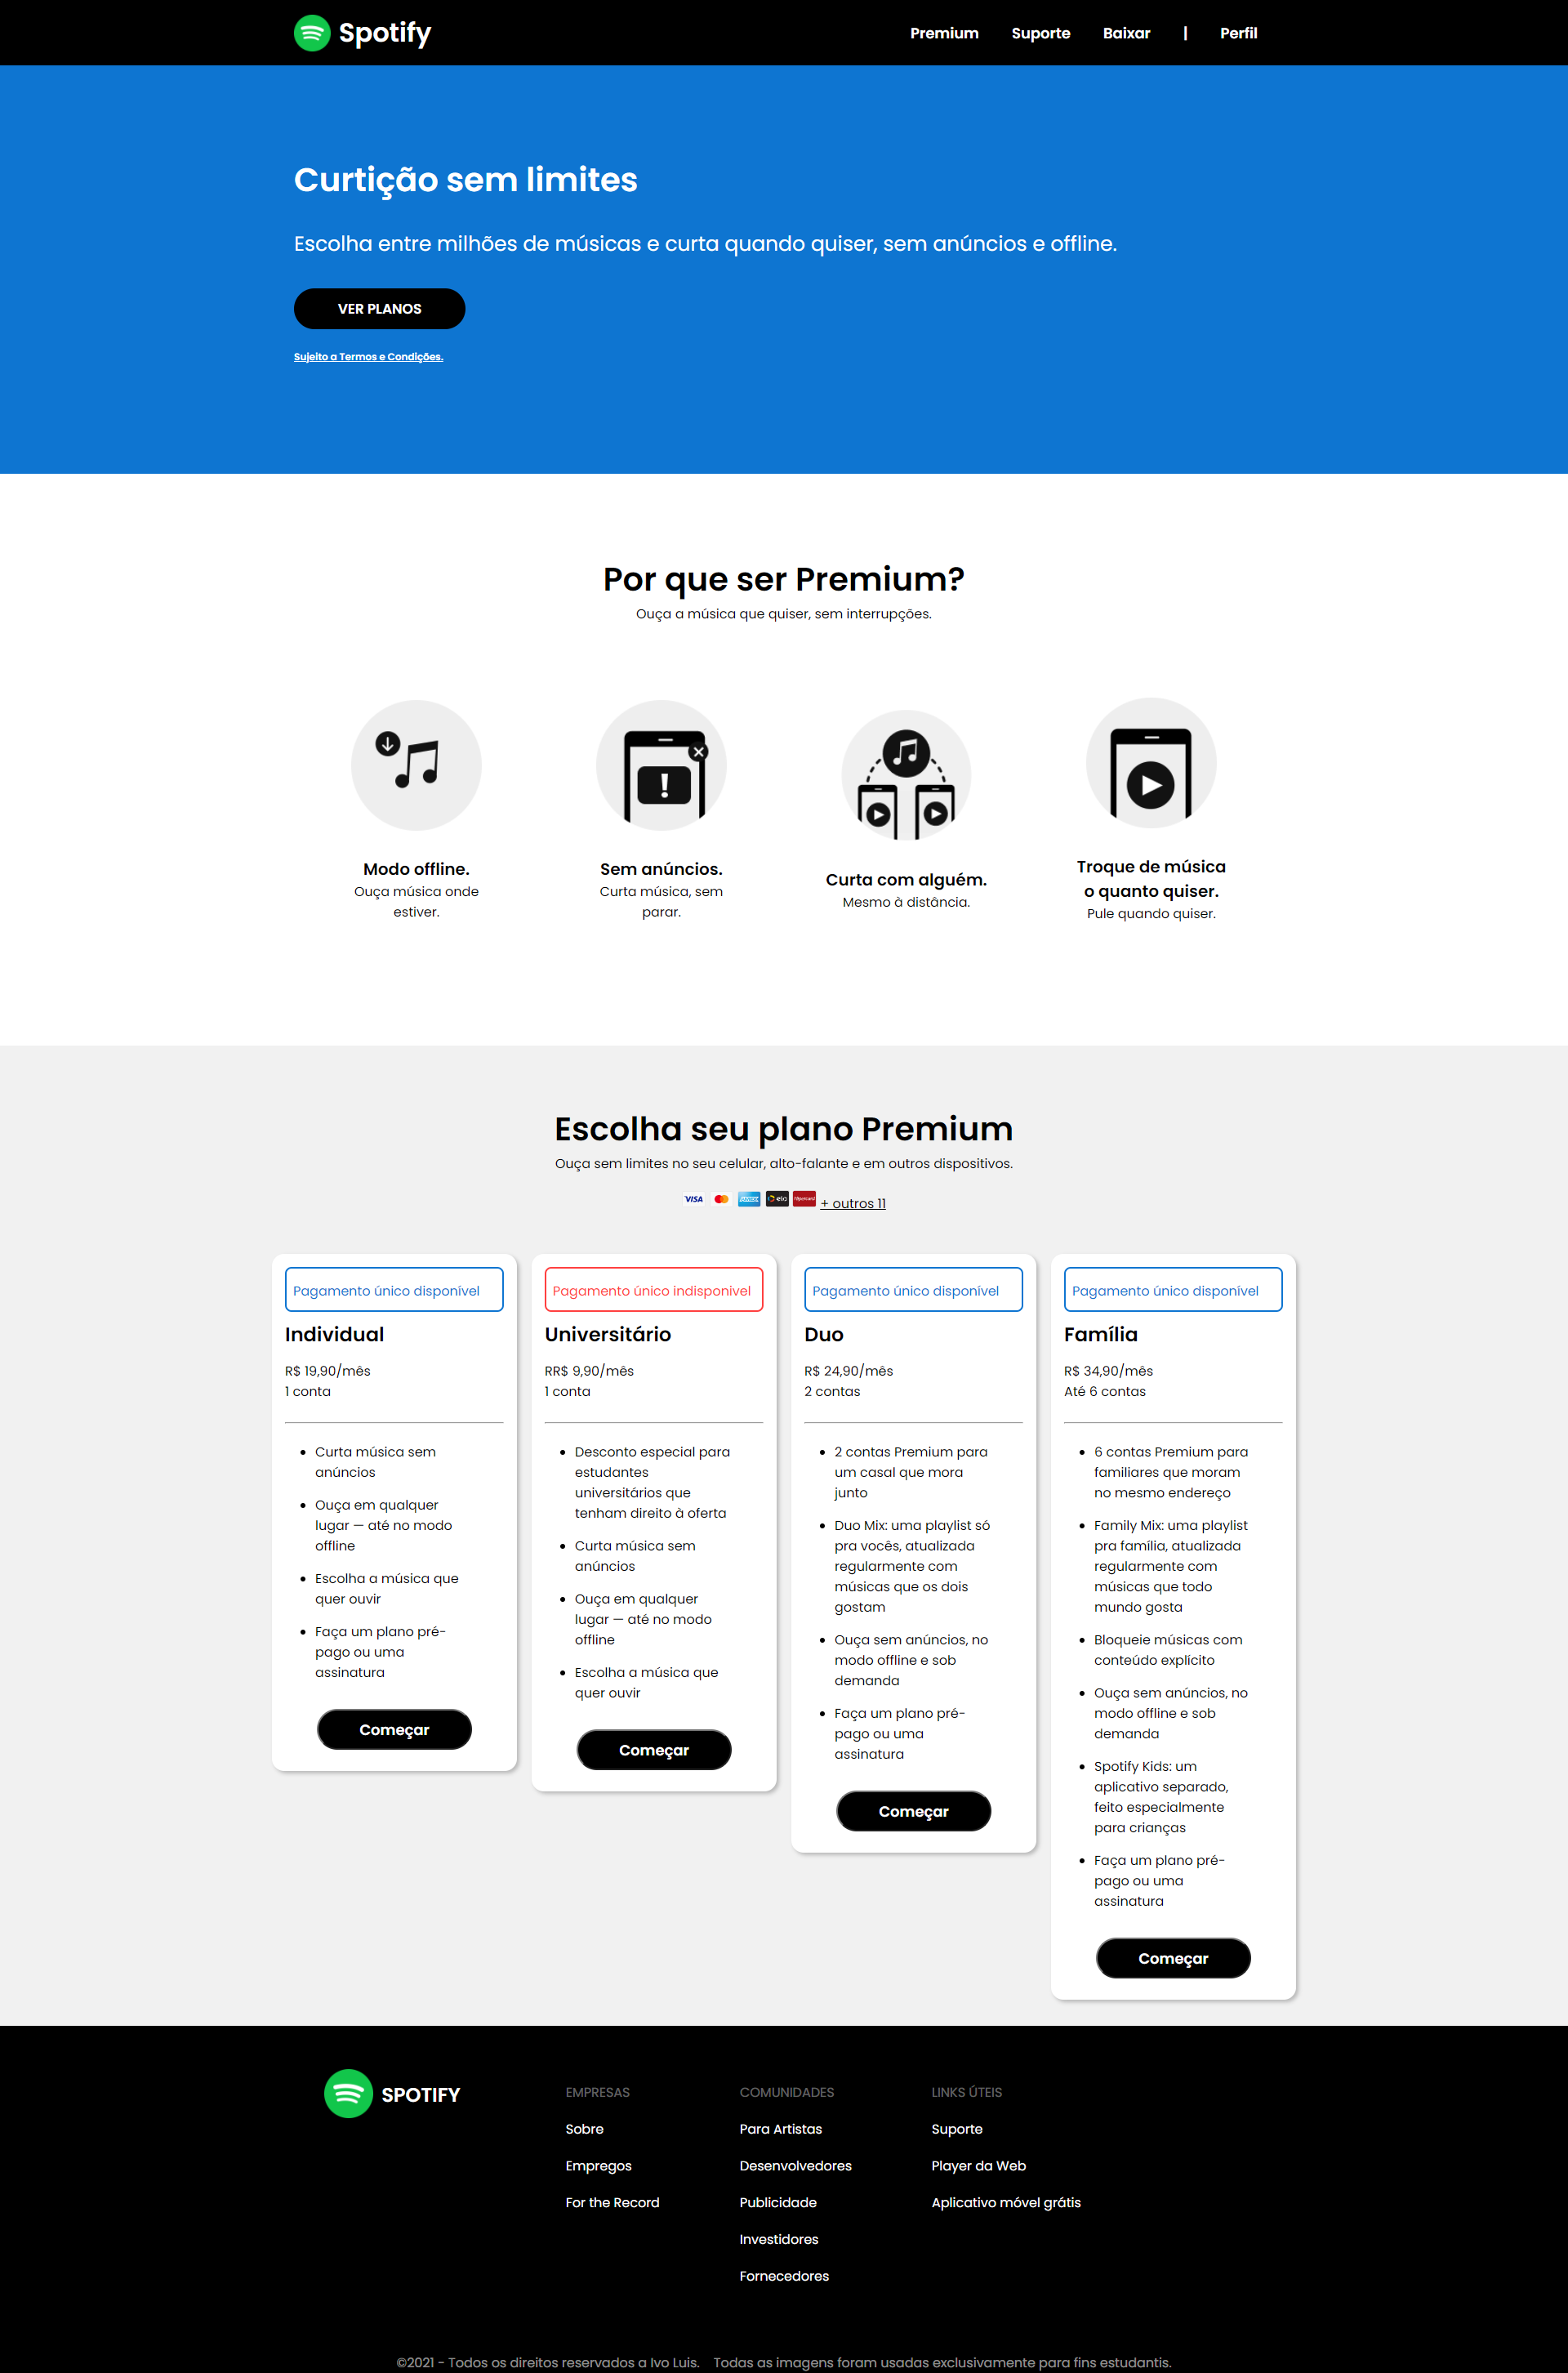 Spotify
Premium Suporte Baixar | Perfil
Curtição sem limites
Escolha entre milhões de músicas e curta quando quiser, sem anúncios e offline.
VER PLANOS
Sujeito a Termos e Condições.
Por que ser Premium?
Ouça a música que quiser, sem interrupções.
Modo offline.
Ouça música onde
estiver.
Sem anúncios.
Curta música, sem
parar.
Curta com alguém.
Mesmo à distância.
Troque de música
o quanto quiser.
Pule quando quiser.
Escolha seu plano Premium
Ouça sem limites no seu celular, alto-falante e em outros dispositivos.
VISA elo + outros 11
Pagamento único disponível
Individual
R$ 19,90/mês
1 conta
Curta música sem
anúncios
Ouça em qualquer
lugar — até no modo
offline
Escolha a música que
quer ouvir
Faça um plano pré-
pago ou uma
assinatura
Começar
Pagamento único indisponivel
Universitário
RR$ 9,90/mês
1 conta
Desconto especial para
estudantes
universitários que
tenham direito à oferta
Curta música sem
anúncios
Ouça em qualquer
lugar — até no modo
offline
Escolha a música que
quer ouvir
Começar
Pagamento único disponível
Duo
R$ 24,90/mês
2 contas
2 contas Premium para
um casal que mora
junto
Duo Mix: uma playlist só
pra vocês, atualizada
regularmente com
músicas que os dois
gostam
Ouça sem anúncios, no
modo offline e sob
demanda
Faça um plano pré-
pago ou uma
assinatura
Começar
Pagamento único disponível
Família
R$ 34,90/mês
Até 6 contas
6 contas Premium para
familiares que moram
no mesmo endereço
Family Mix: uma playlist
pra família, atualizada
regularmente com
músicas que todo
mundo gosta
Bloqueie músicas com
conteúdo explícito
Ouça sem anúncios, no
modo offline e sob
demanda
Spotify Kids: um
aplicativo separado,
feito especialmente
para crianças
Faça um plano pré-
pago ou uma
assinatura
Começar
SPOTIFY
EMPRESAS
Sobre
Empregos
For the Record
COMUNIDADES
Para Artistas
Desenvolvedores
Publicidade
Investidores
Fornecedores
LINKS ÚTEIS
Suporte
Player da Web
Aplicativo móvel grátis
©2021 - Todos os direitos reservados a Ivo Luis. Todas as imagens foram usadas exclusivamente para fins estudantis.